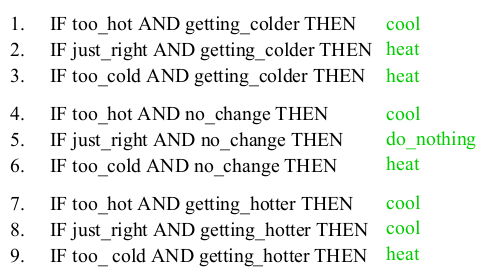 1. IF too_hot AND getting_colder THEN cool
2. IF just_right AND getting_colder THEN heat
3. IF too_cold AND getting_colder THEN heat
4. IF too_hot AND no_change THEN cool
5. IF just_right AND no_change THEN do_nothing
6. IF too_cold AND no_change THEN heat
7. IF too_hot AND getting_hotter THEN cool
8. IF just_right AND getting_hotter THEN cool
9. IF too_ cold AND getting_hotter THEN heat